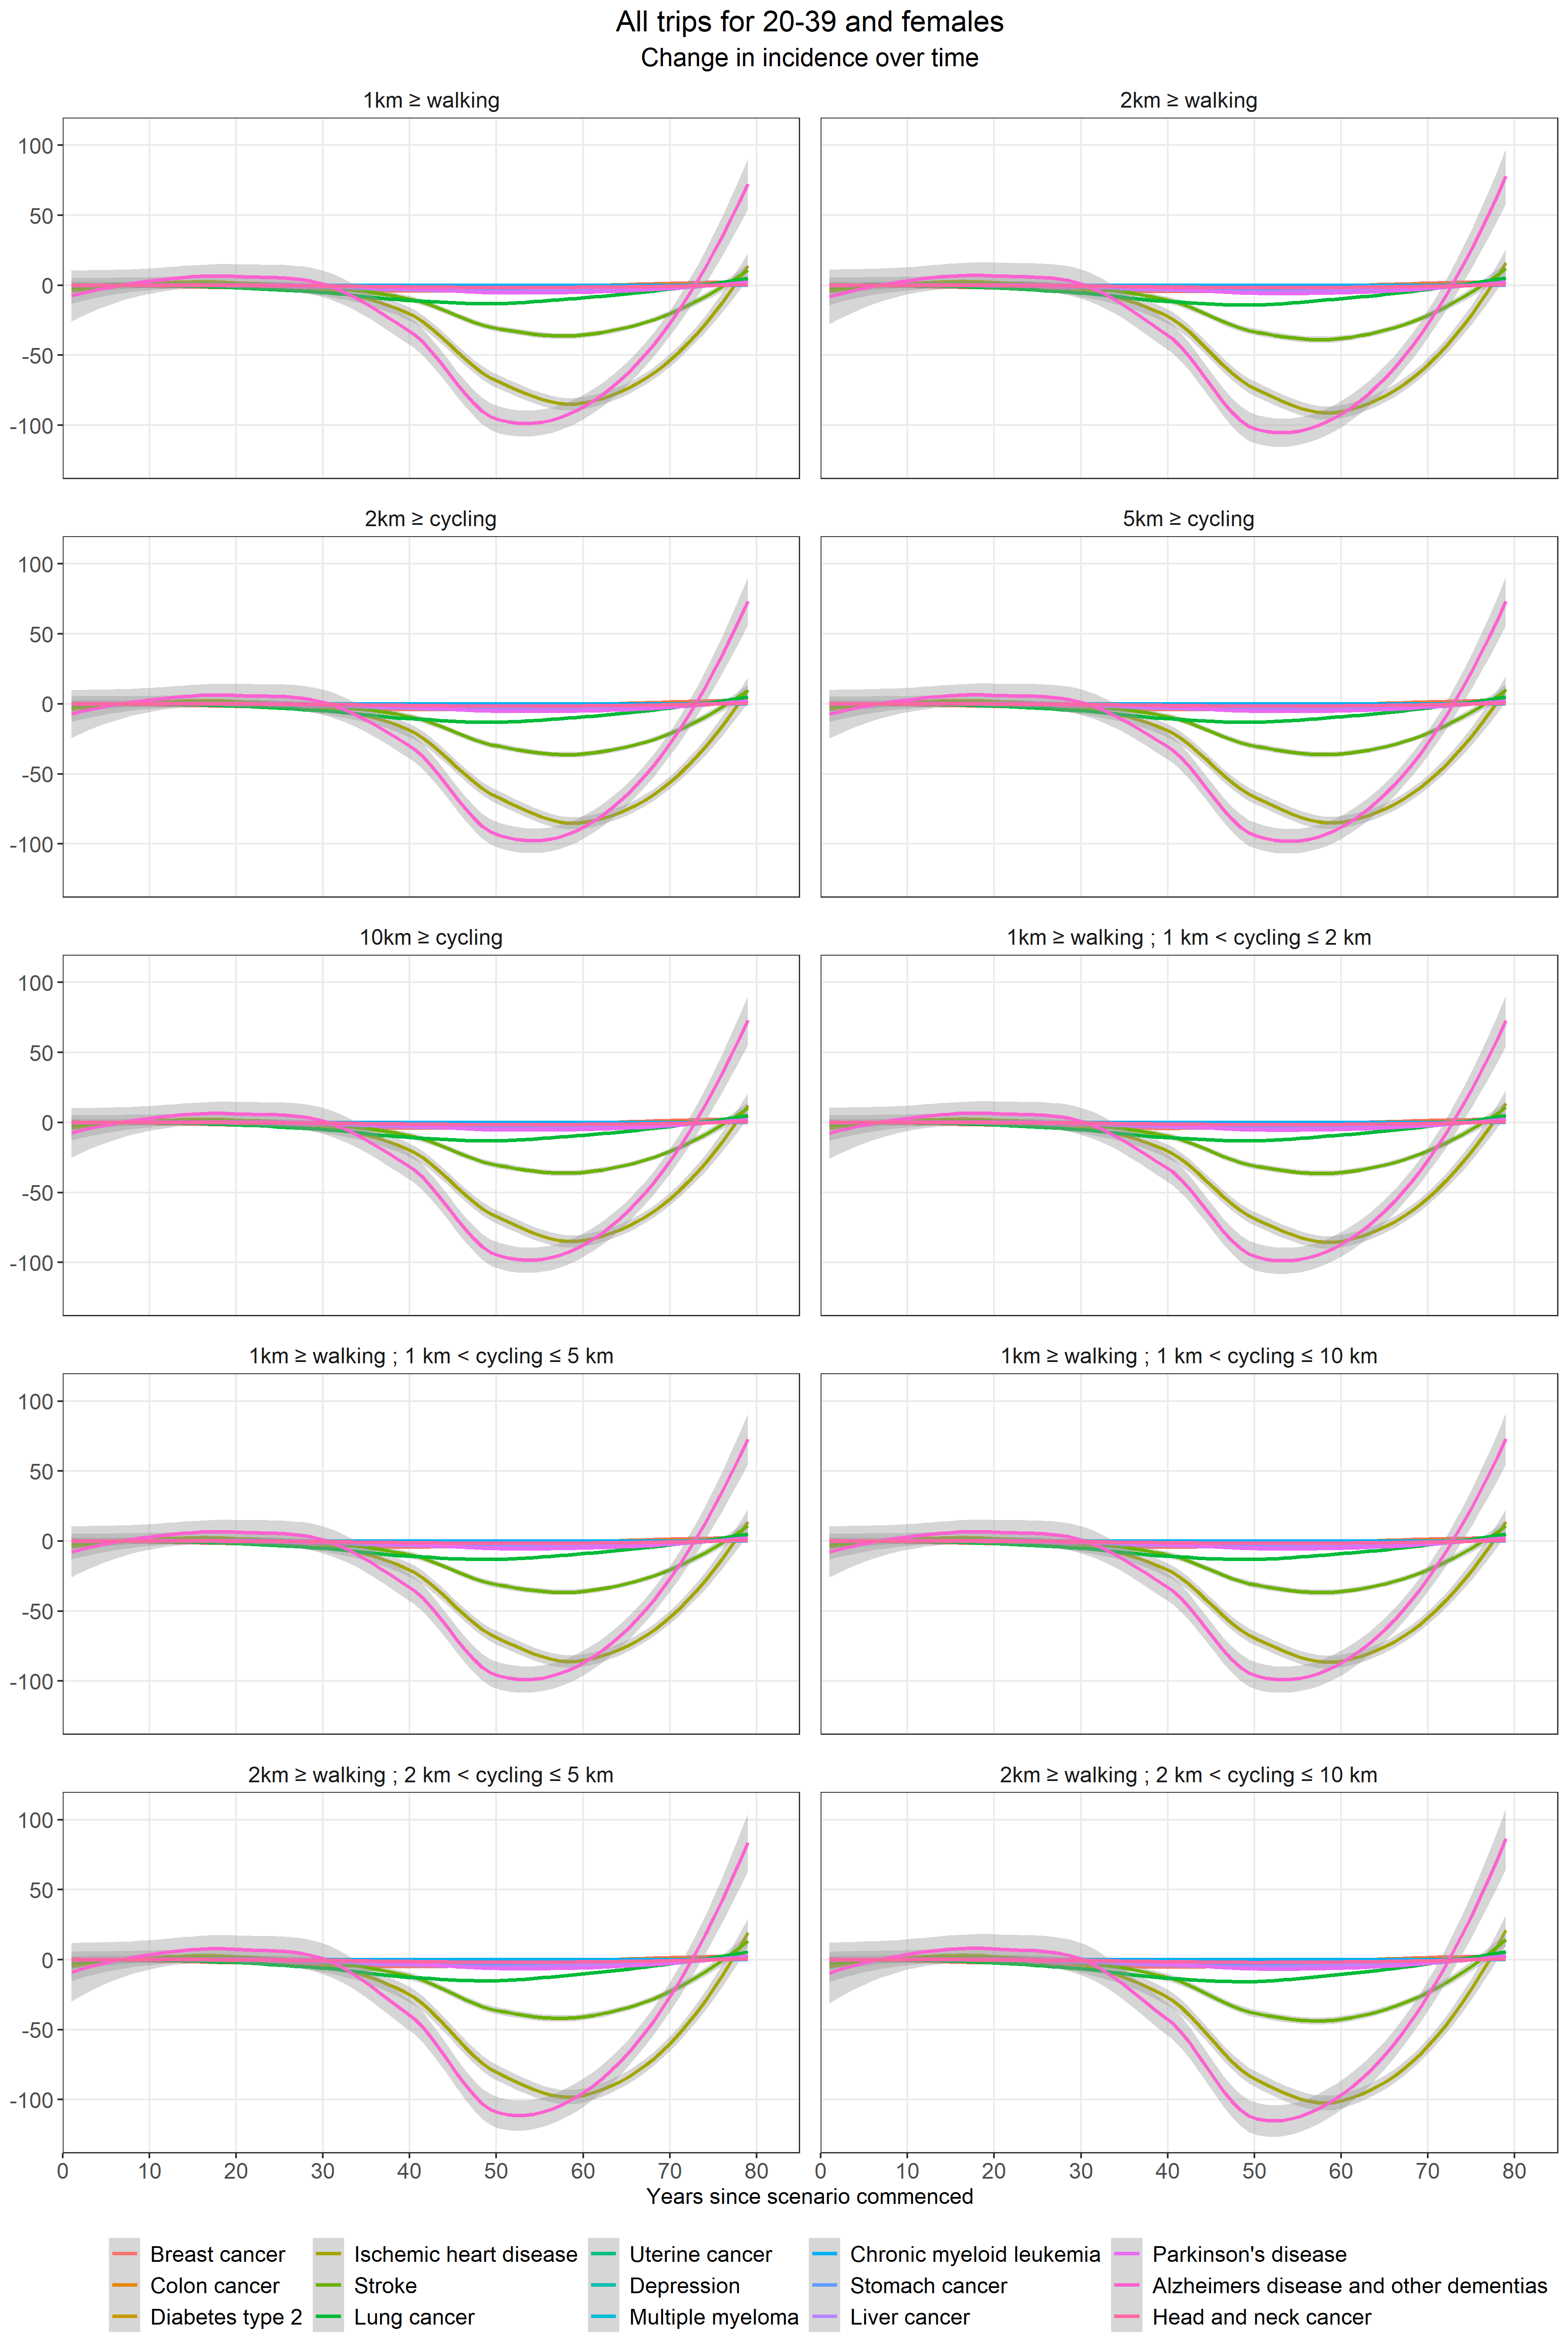 All trips for 20-39 and females
Change in incidence over time
1km ≥ walking
2km ≥ walking
100
50
0
-50
-100
2km ≥ cycling
5km ≥ cycling
100
50
0
-50
-100
10km ≥ cycling
1km ≥ walking ; 1 km < cycling ≤ 2 km
100
50
0
-50
-100
1km ≥ walking ; 1 km < cycling ≤ 5 km
1km ≥ walking ; 1 km < cycling ≤ 10 km
100
50
0
-50
-100
2km ≥ walking ; 2 km < cycling ≤ 5 km
2km ≥ walking ; 2 km < cycling ≤ 10 km
100
50
0
-50
-100
0 10 20 30 40 50 60 70 80
0 10 20 30 40 50 60 70 80
Years since scenario commenced
Breast cancer
Colon cancer
Diabetes type 2
Ischemic heart disease
Stroke
Lung cancer
Uterine cancer
Depression
Multiple myeloma
Chronic myeloid leukemia
Stomach cancer
Liver cancer
Parkinson's disease
Alzheimers disease and other dementias
Head and neck cancer